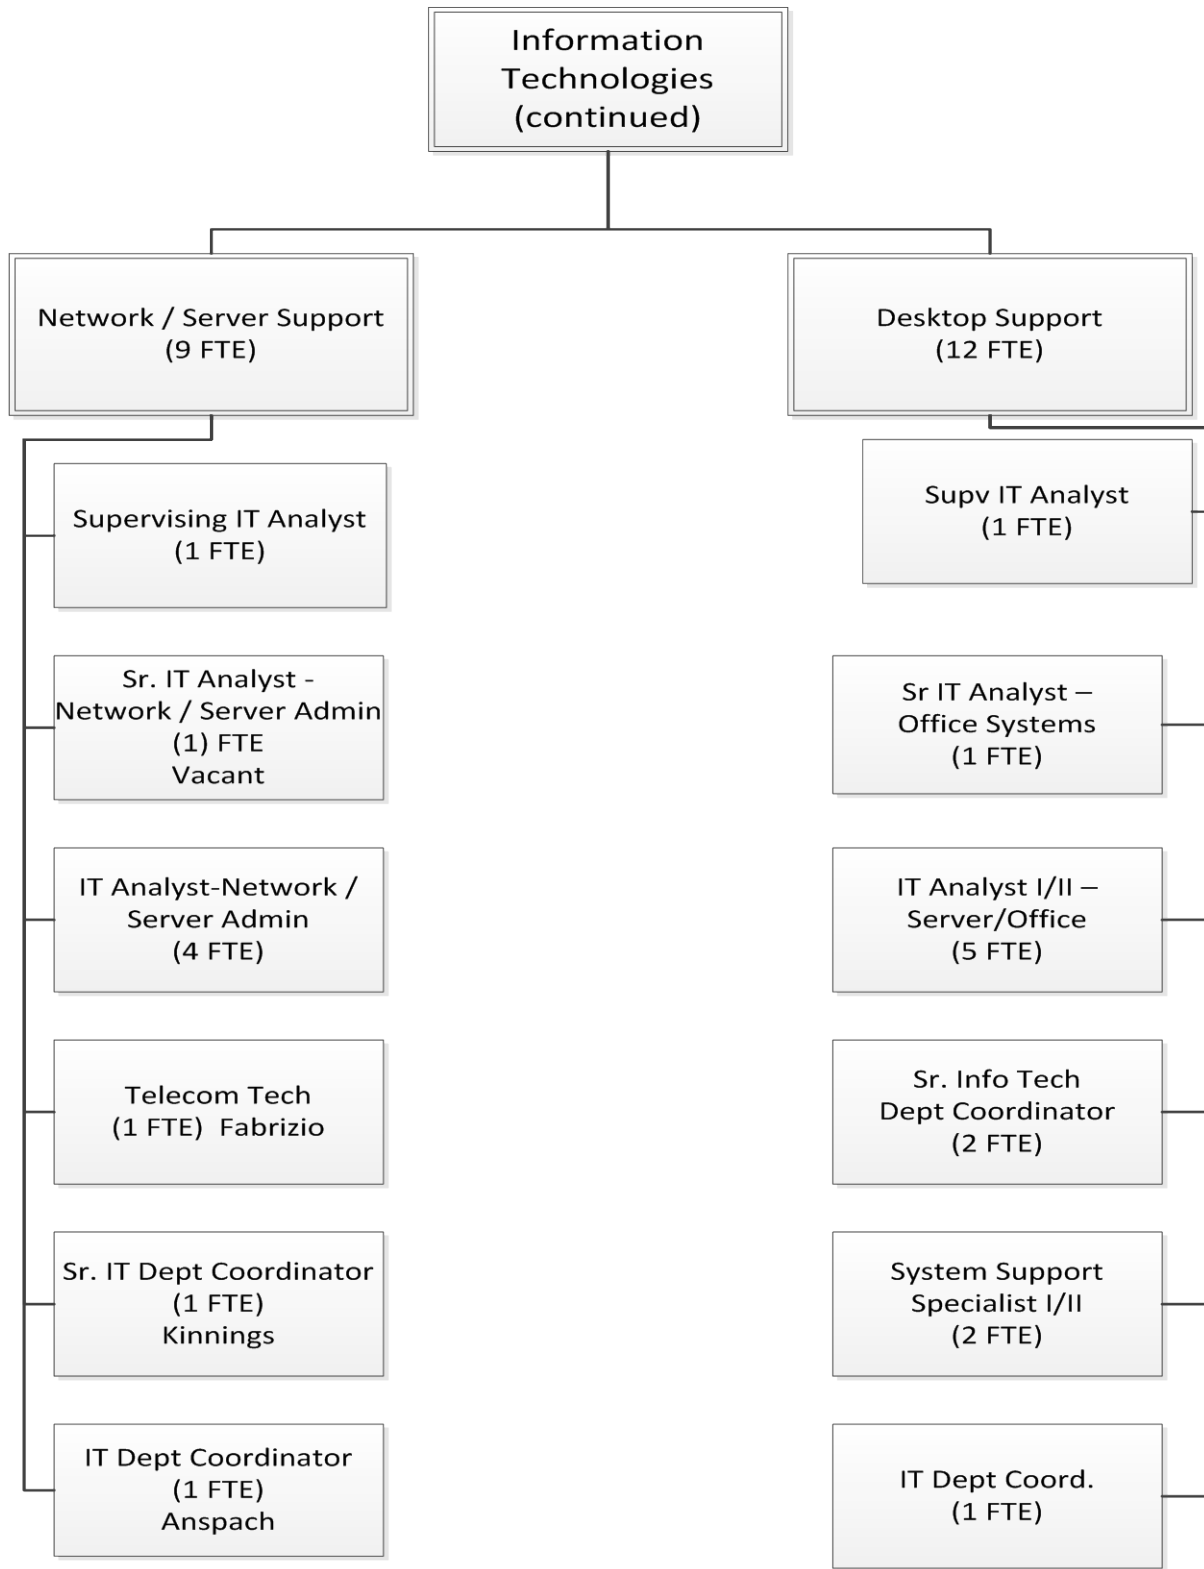 Information
Technologies
(continued)
Network / Server Support
(9 FTE)
Supervising IT Analyst
(1 FTE)
Sr. IT Analyst -
Network / Server Admin
(1) FTE
Vacant
IT Analyst-Network /
Server Admin
(4 FTE)
Telecom Tech
(1 FTE)  Fabrizio
Sr. IT Dept Coordinator
(1 FTE)
Kinnings
IT Dept Coordinator
(1 FTE)
Anspach
Desktop Support
(12 FTE)
Supv IT Analyst
(1 FTE)
Sr IT Analyst –
Office Systems
(1 FTE)
IT Analyst I/II –
Server/Office
(5 FTE)
Sr. Info Tech
Dept Coordinator
(2 FTE)
System Support
Specialist I/II
(2 FTE)
IT Dept Coord.
(1 FTE)